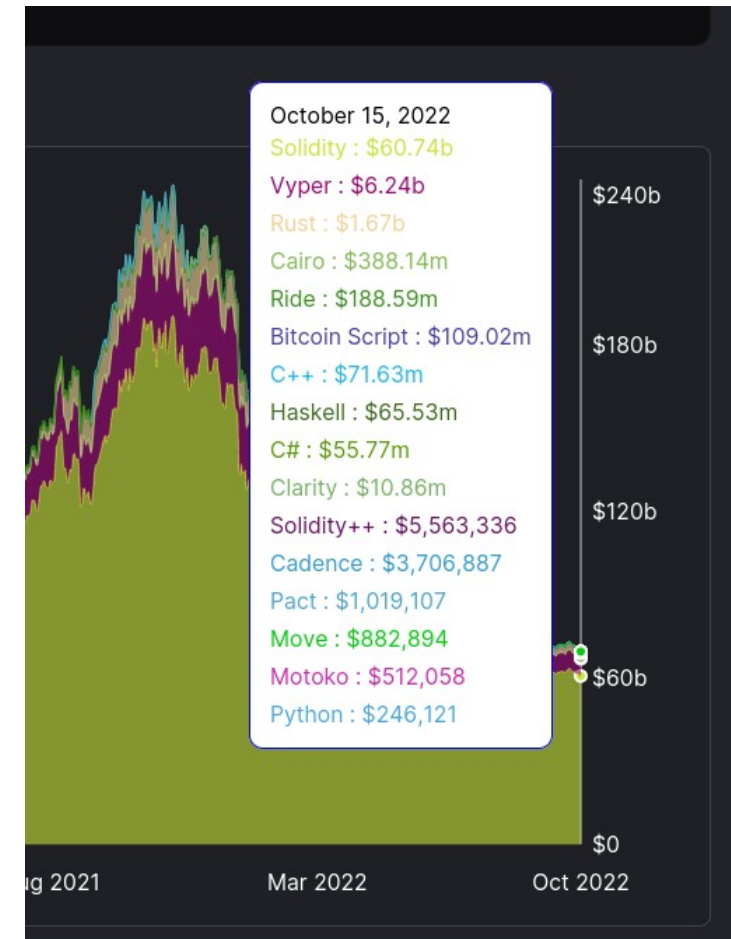 October 15, 2022
Solidity : $60.74b
Vyper : $6.24b
Rust : $1.67b
Cairo : $388.14m
Ride : $188.59m
Bitcoin Script : $109.02m
C++ : $71.63m
Haskell : $65.53m
C# : $55.77m
Clarity : $10.86m
Solidity++ : $5,563,336
Cadence : $3,706,887
Pact : $1,019,107
Move : $882,894
Motoko : $512,058
Python : $246,121
$240b
$180b
$120b
$60b
$0
ug 2021
Mar 2022
Oct 2022